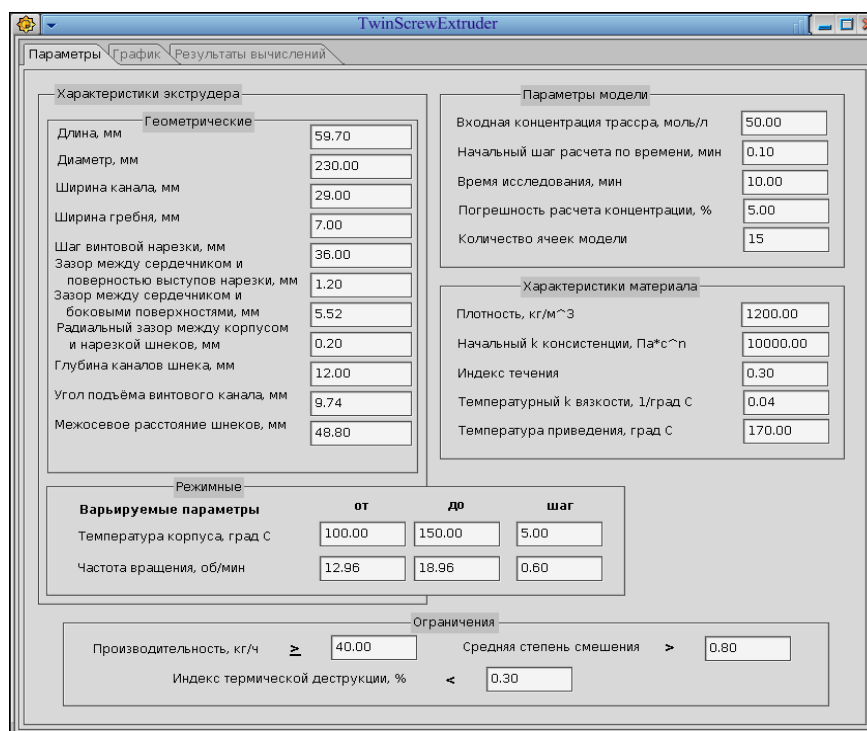 TwinScrewExtruder
Параметры График Результаты вычислений
Характеристики экструдера
Геометрические
Длина, мм 59.70
Диаметр, мм 230.00
Ширина канала, мм 29.00
Ширина гребня, мм 7.00
Шаг винтовой нарезки, мм 36.00
Зазор между сердечником и
поверностью выступов нарезки, мм 1.20
Зазор между сердечником и
боковыми поверхностями, мм 5.52
Радиальный зазор между корпусом
и нарезкой шнеков, мм 0.20
Глубина каналов шнека, мм 12.00
Угол подъёма винтового канала, мм 9.74
Межосевое расстояние шнеков, мм 48.80
Параметры модели
Входная концентрация трассра, моль/л 50.00
Начальный шаг расчета по времени, мин 0.10
Время исследования, мин 10.00
Погрешность расчета концентрации, % 5.00
Количество ячеек модели 15
Характеристики материала
Плотность, кг/м^3 1200.00
Начальный k консистенции, Па*с^n 10000.00
Индекс течения 0.30
Температурный k вязкости, 1/град С 0.04
Температура приведения, град С 170.00
Режимные
Варьируемые параметры от до шаг
Температура корпуса, град С 100.00 150.00 5.00
Частота вращения, об/мин 12.96 18.96 0.60
Ограничения
Производительность, кг/ч ≥ 40.00 Средняя степень смешения > 0.80
Индекс термической деструкции, % < 0.30